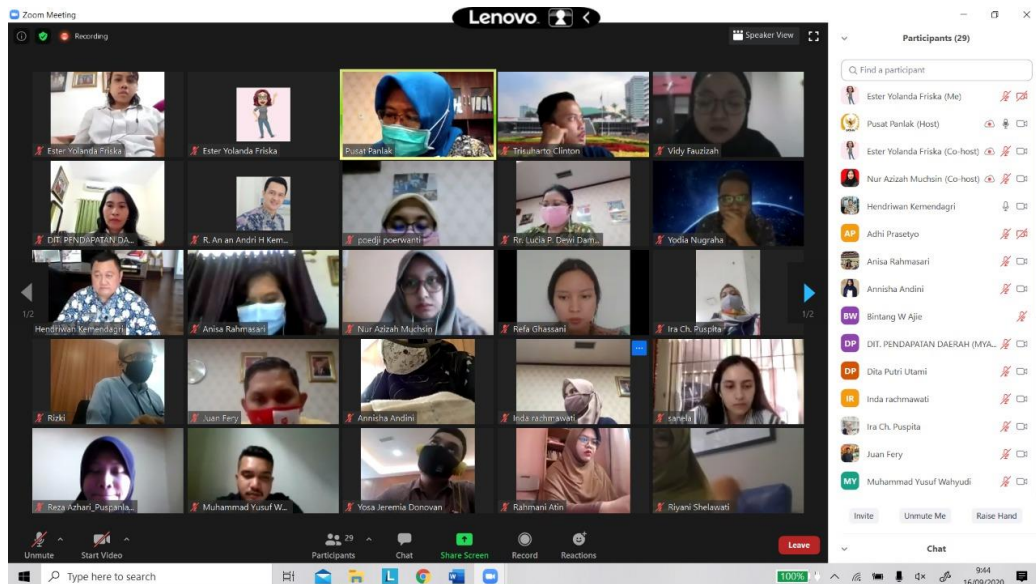 Zoom Meeting
Lenovo.
Recording
Speaker View
Ester Yolanda Friska
Ester Yolanda Friska
Pusat Panlak
Trisuharto Clinton
Vidy Fauzizah
DIT. PENDAPATAN DA...
R. An an Andri H Kem...
poedji poerwanti
Rr. Lucia P. Dewi Dam...
Yodia Nugraha
1/2
Hendriwan Kemendagri
Anisa Rahmasari
Nur Azizah Muchsin
Refa Ghassani
Ira Ch. Puspita
1/2
Rizki
Juan Fery
Annisha Andini
Inda rachmawati
sanela
Reza Azhari_Puspanla...
Muhammad Yusuf W...
Yosa Jeremia Donovan
Rahmani Atin
Riyani Shelawati
Unmute
Start Video
29
Participants
Chat
Share Screen
Record
Reactions
Leave
Participants (29)
Find a participant
Ester Yolanda Friska (Me)
Pusat Panlak (Host)
Ester Yolanda Friska (Co-host)
Nur Azizah Muchsin (Co-host)
Hendriwan Kemendagri
AP Adhi Prasetyo
Anisa Rahmasari
Annisha Andini
BW Bintang W Ajie
DP DIT. PENDAPATAN DAERAH (MYA...
DP Dita Putri Utami
IR Inda rachmawati
Ira Ch. Puspita
Juan Fery
MY Muhammad Yusuf Wahyudi
Invite
Unmute Me
Raise Hand
Chat
Type here to search
100%
9:44
16/09/2020